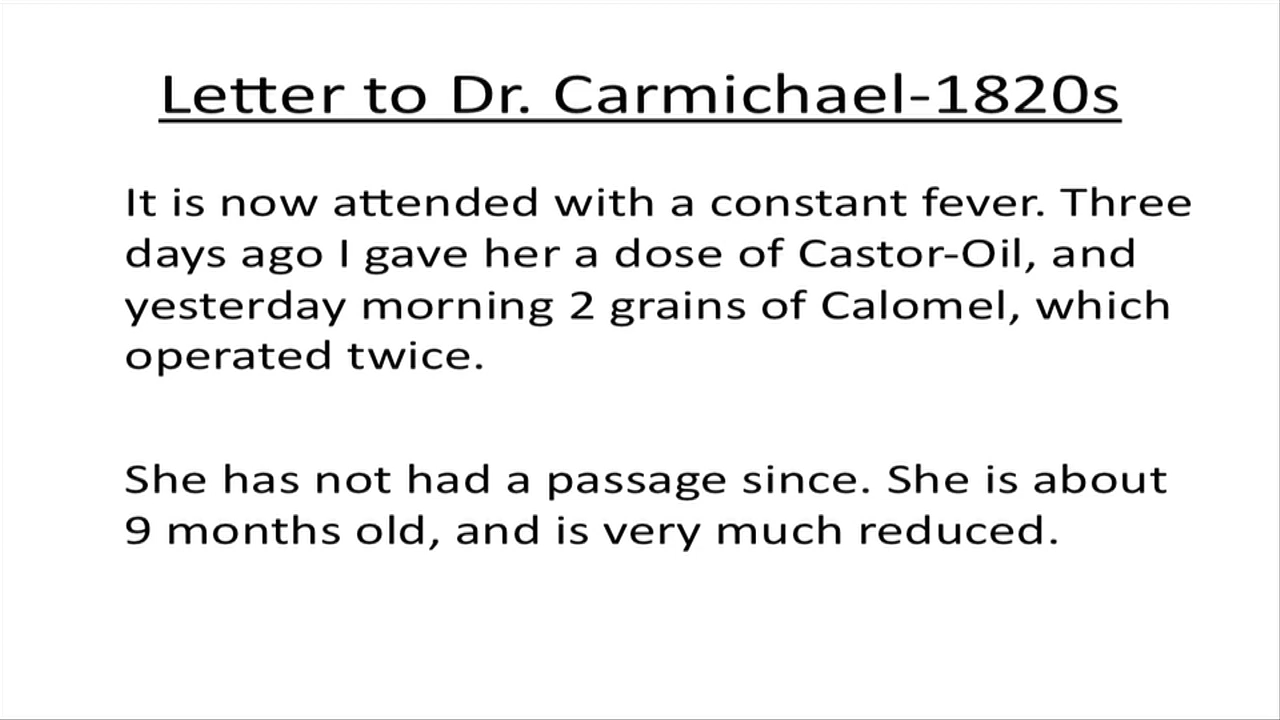 Letter to Dr. Carmichael-1820s
It is now attended with a constant fever. Three
days ago I gave her a dose of Castor-Oil, and
yesterday morning 2 grains of Calomel, which
operated twice.
She has not had a passage since. She is about
9 months old, and is very much reduced.